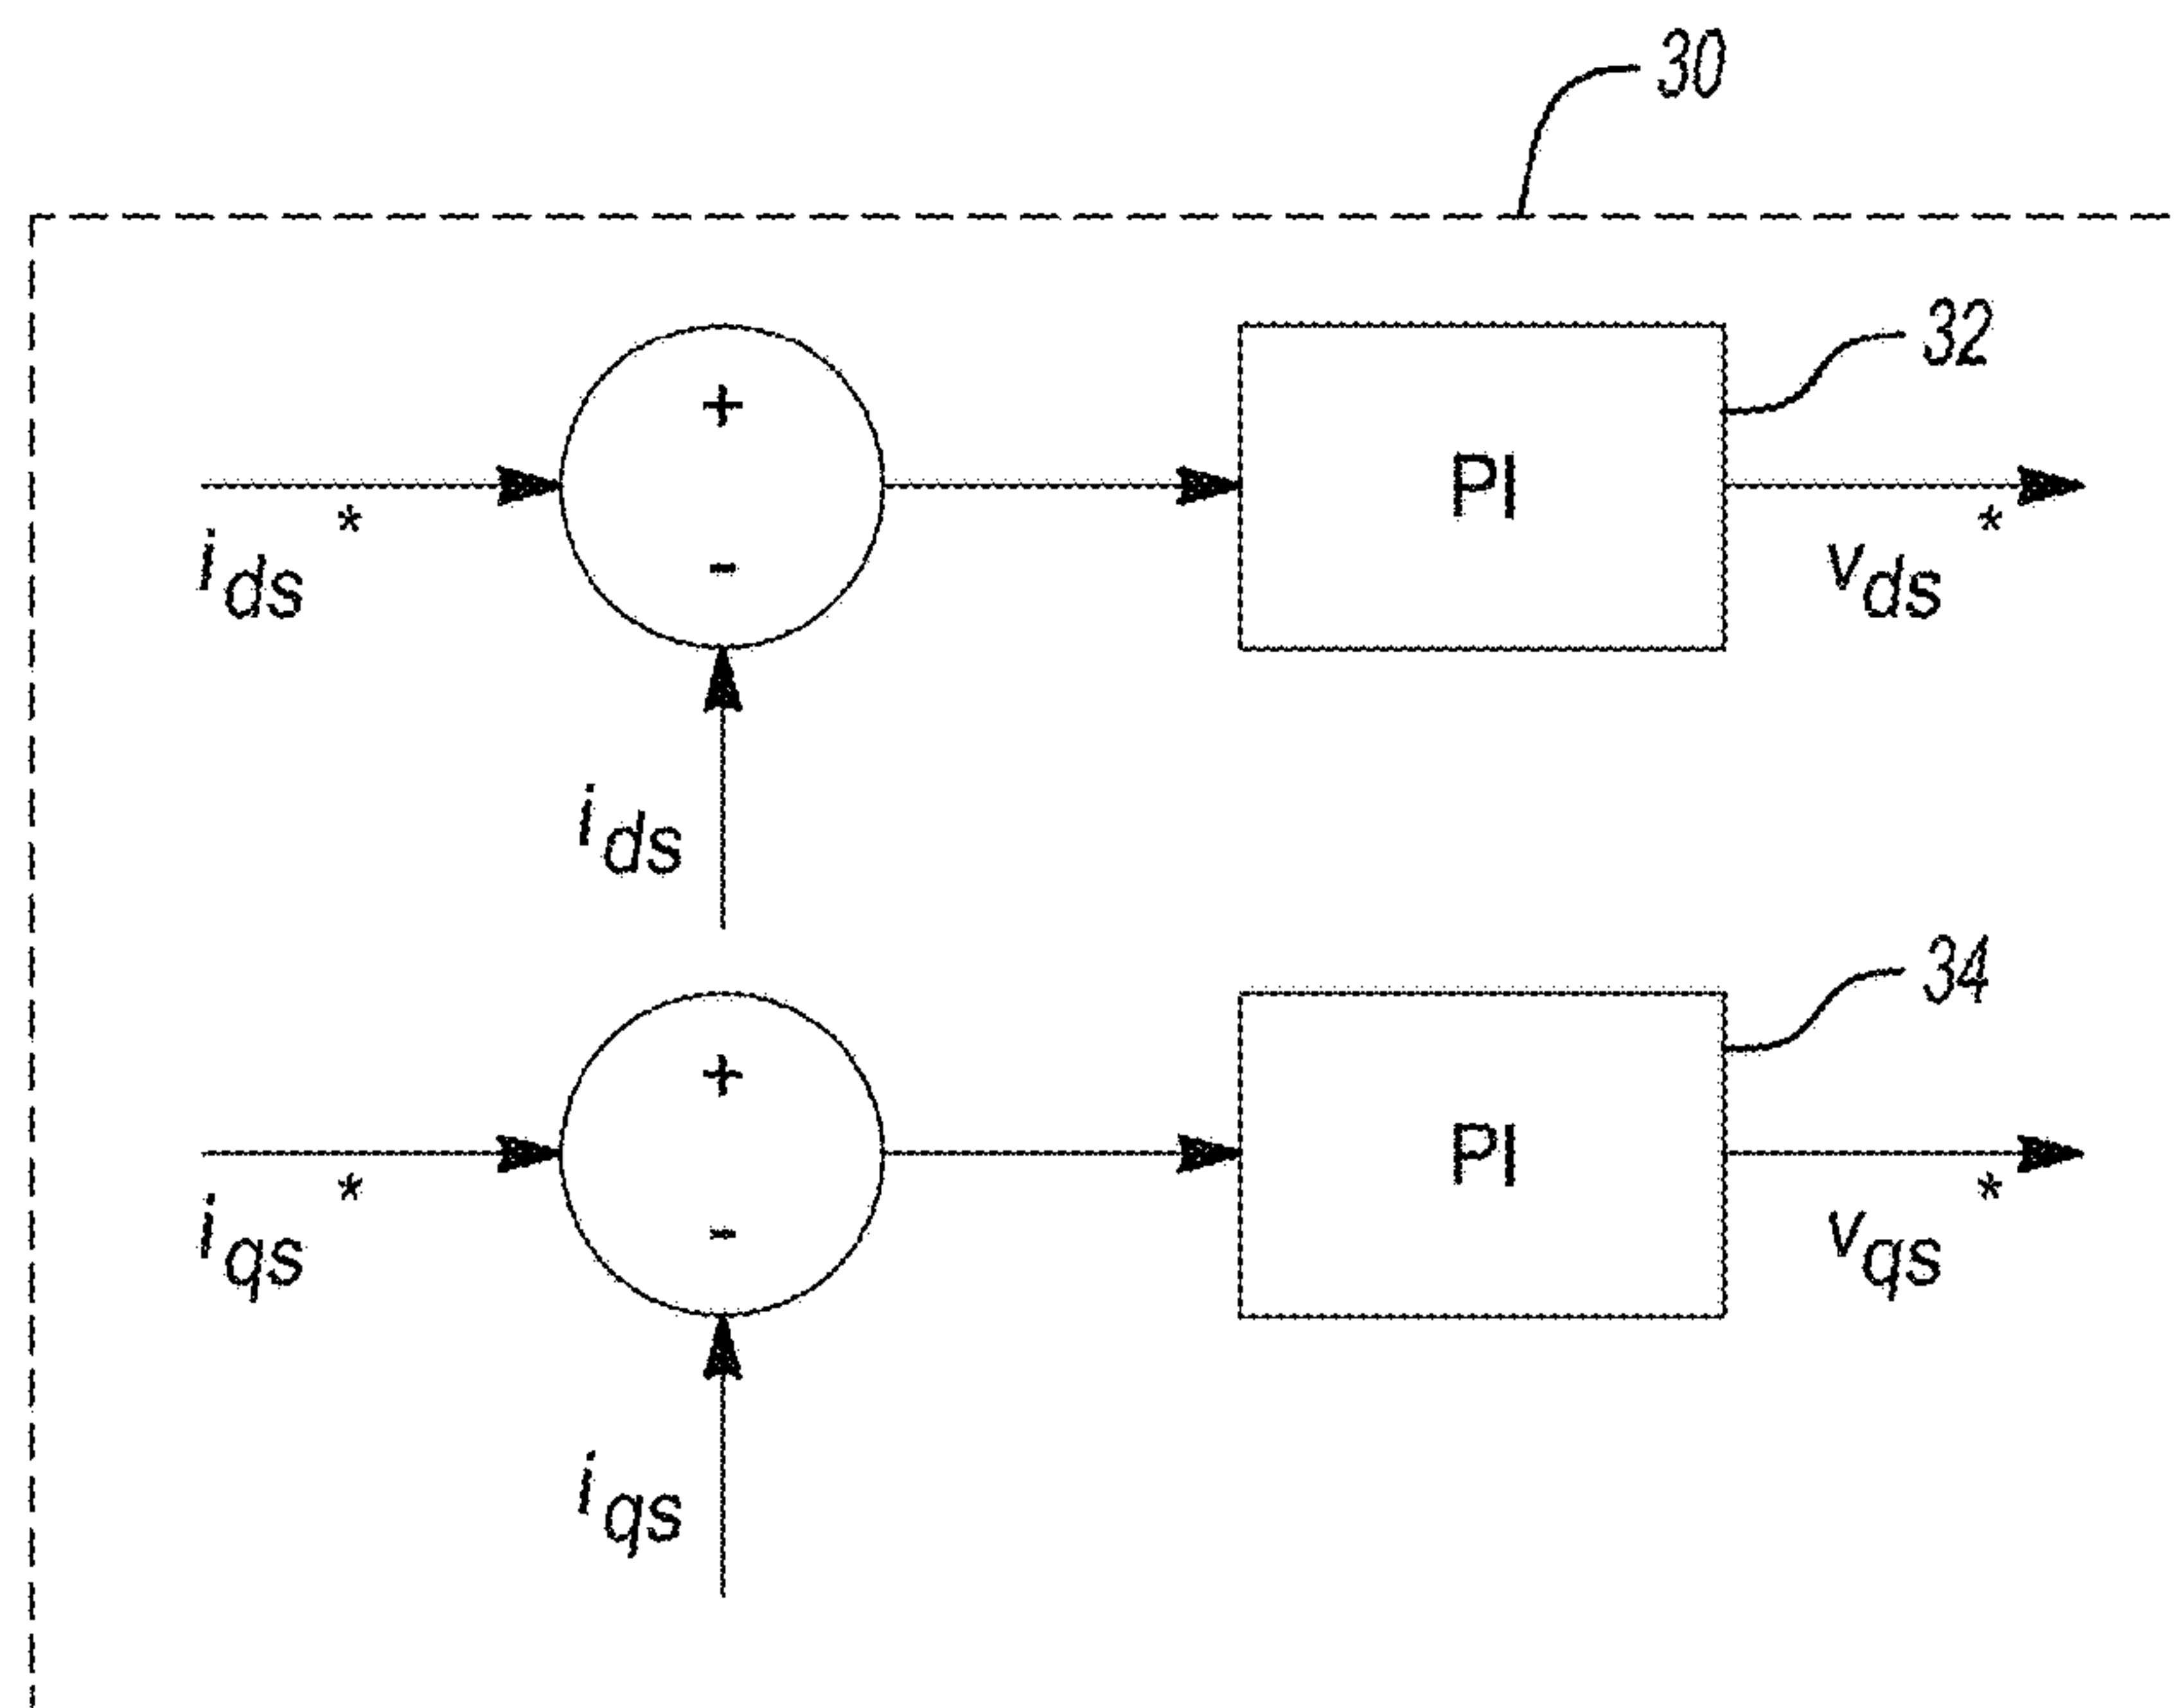 30
32
+
PI
-
i_ds*
v_ds*
i_ds
34
+
PI
-
i_qs*
v_qs*
i_qs